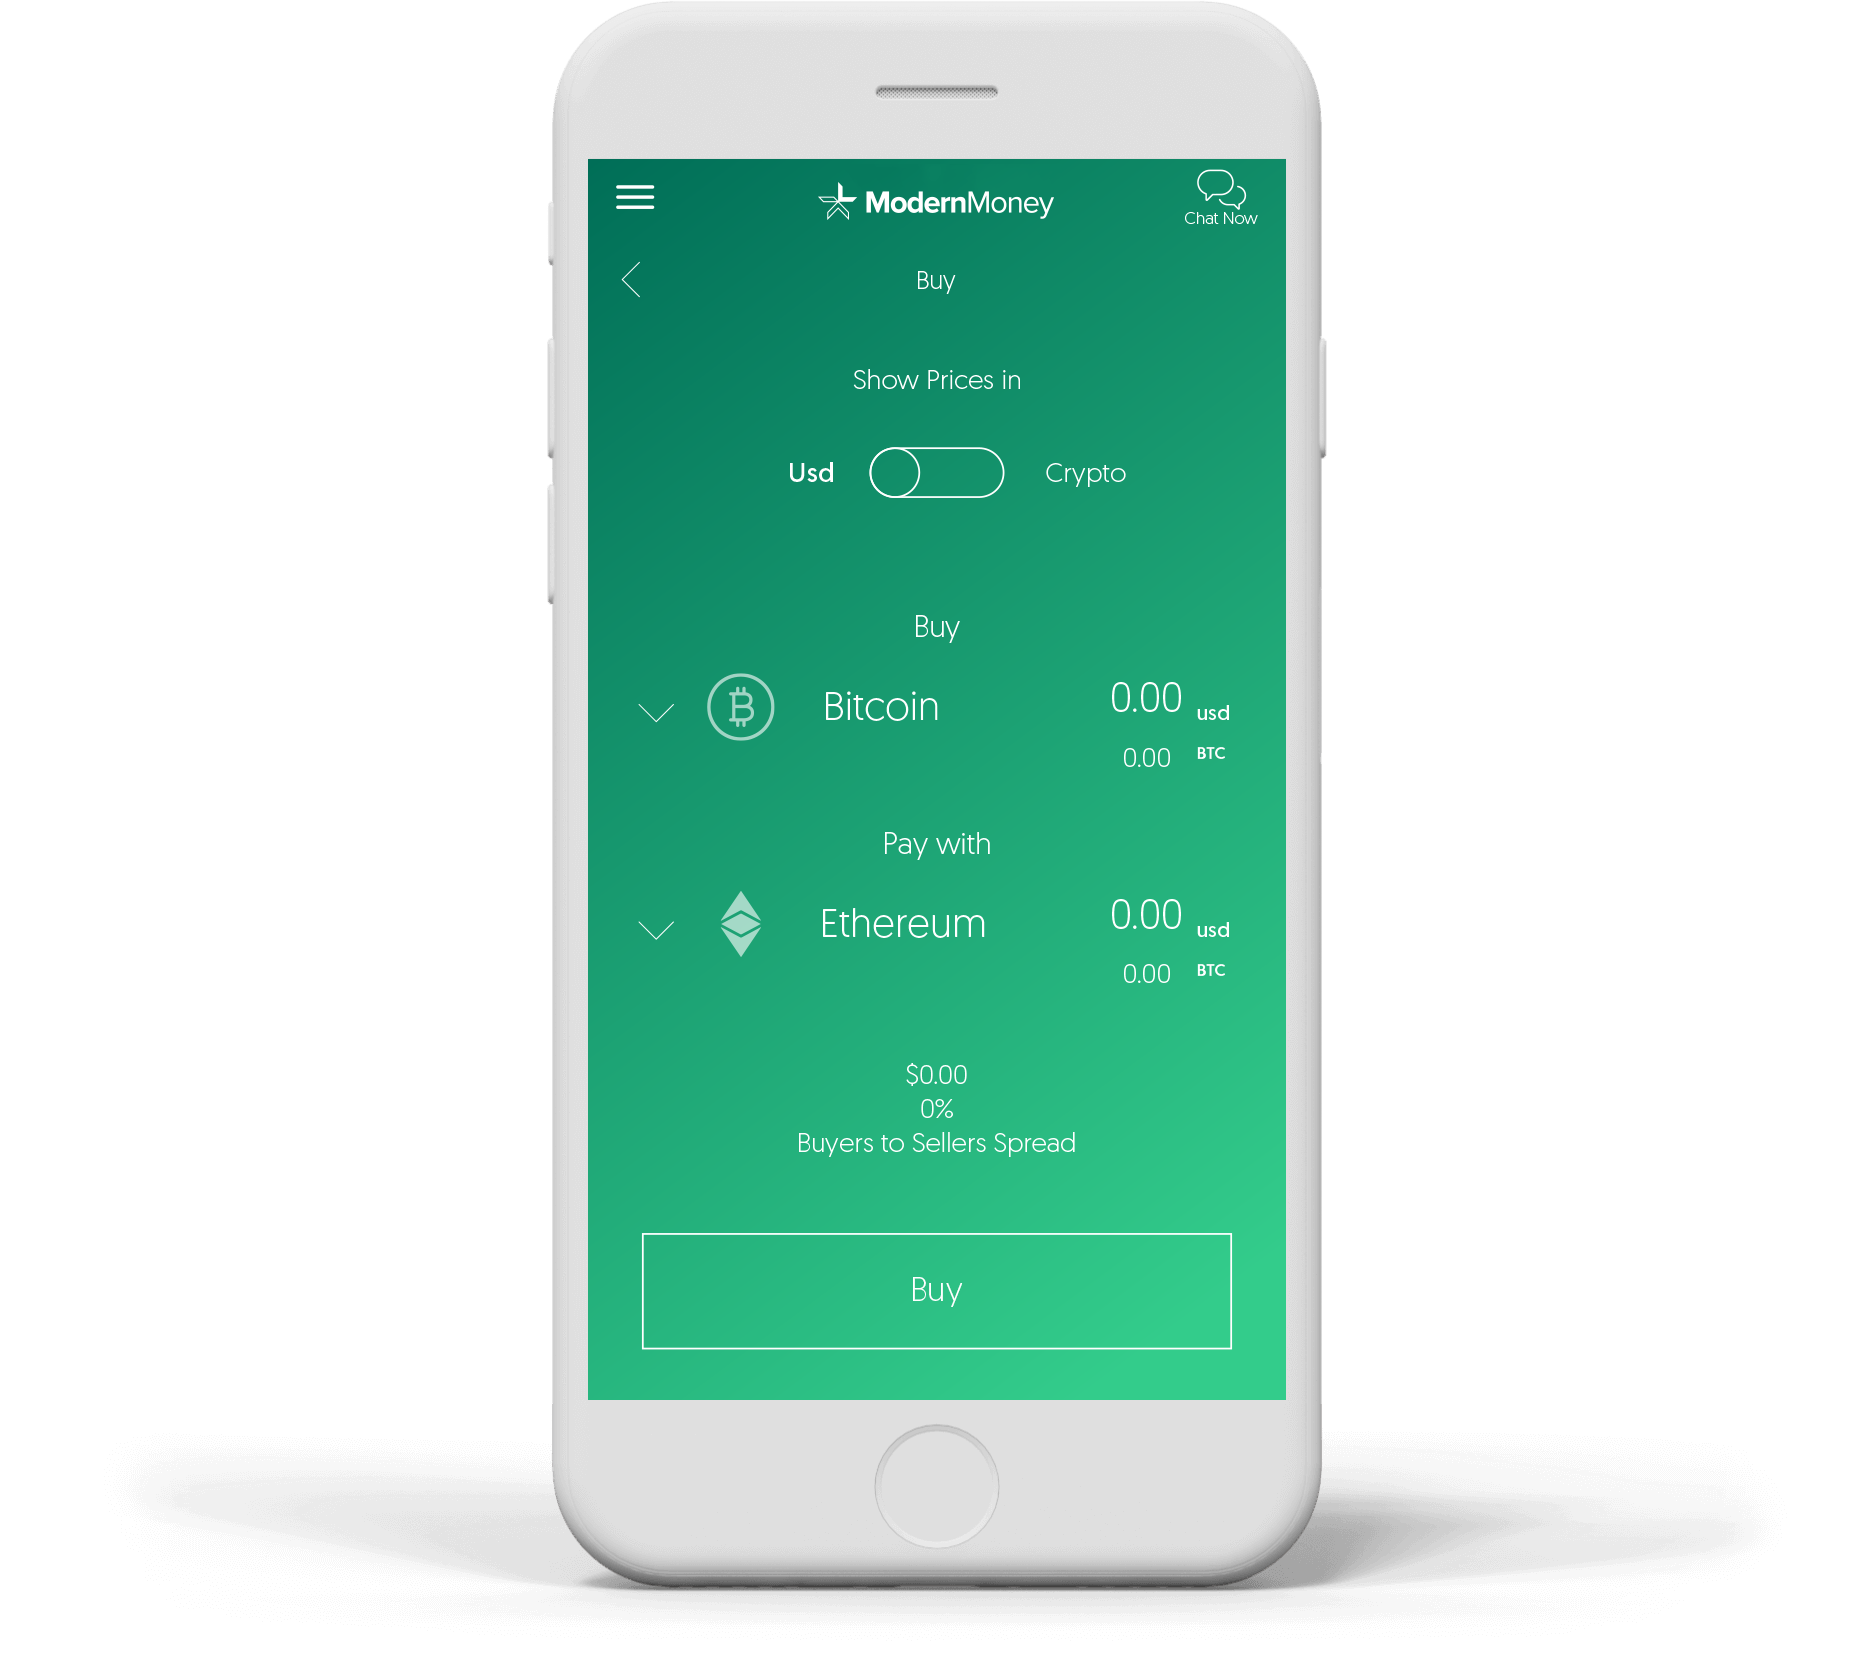 ModernMoney
Chat Now
Buy
Show Prices in
Usd Crypto
Buy
Bitcoin 0.00 usd
0.00 BTC
Pay with
Ethereum 0.00 usd
0.00 BTC
$0.00
0%
Buyers to Sellers Spread
Buy